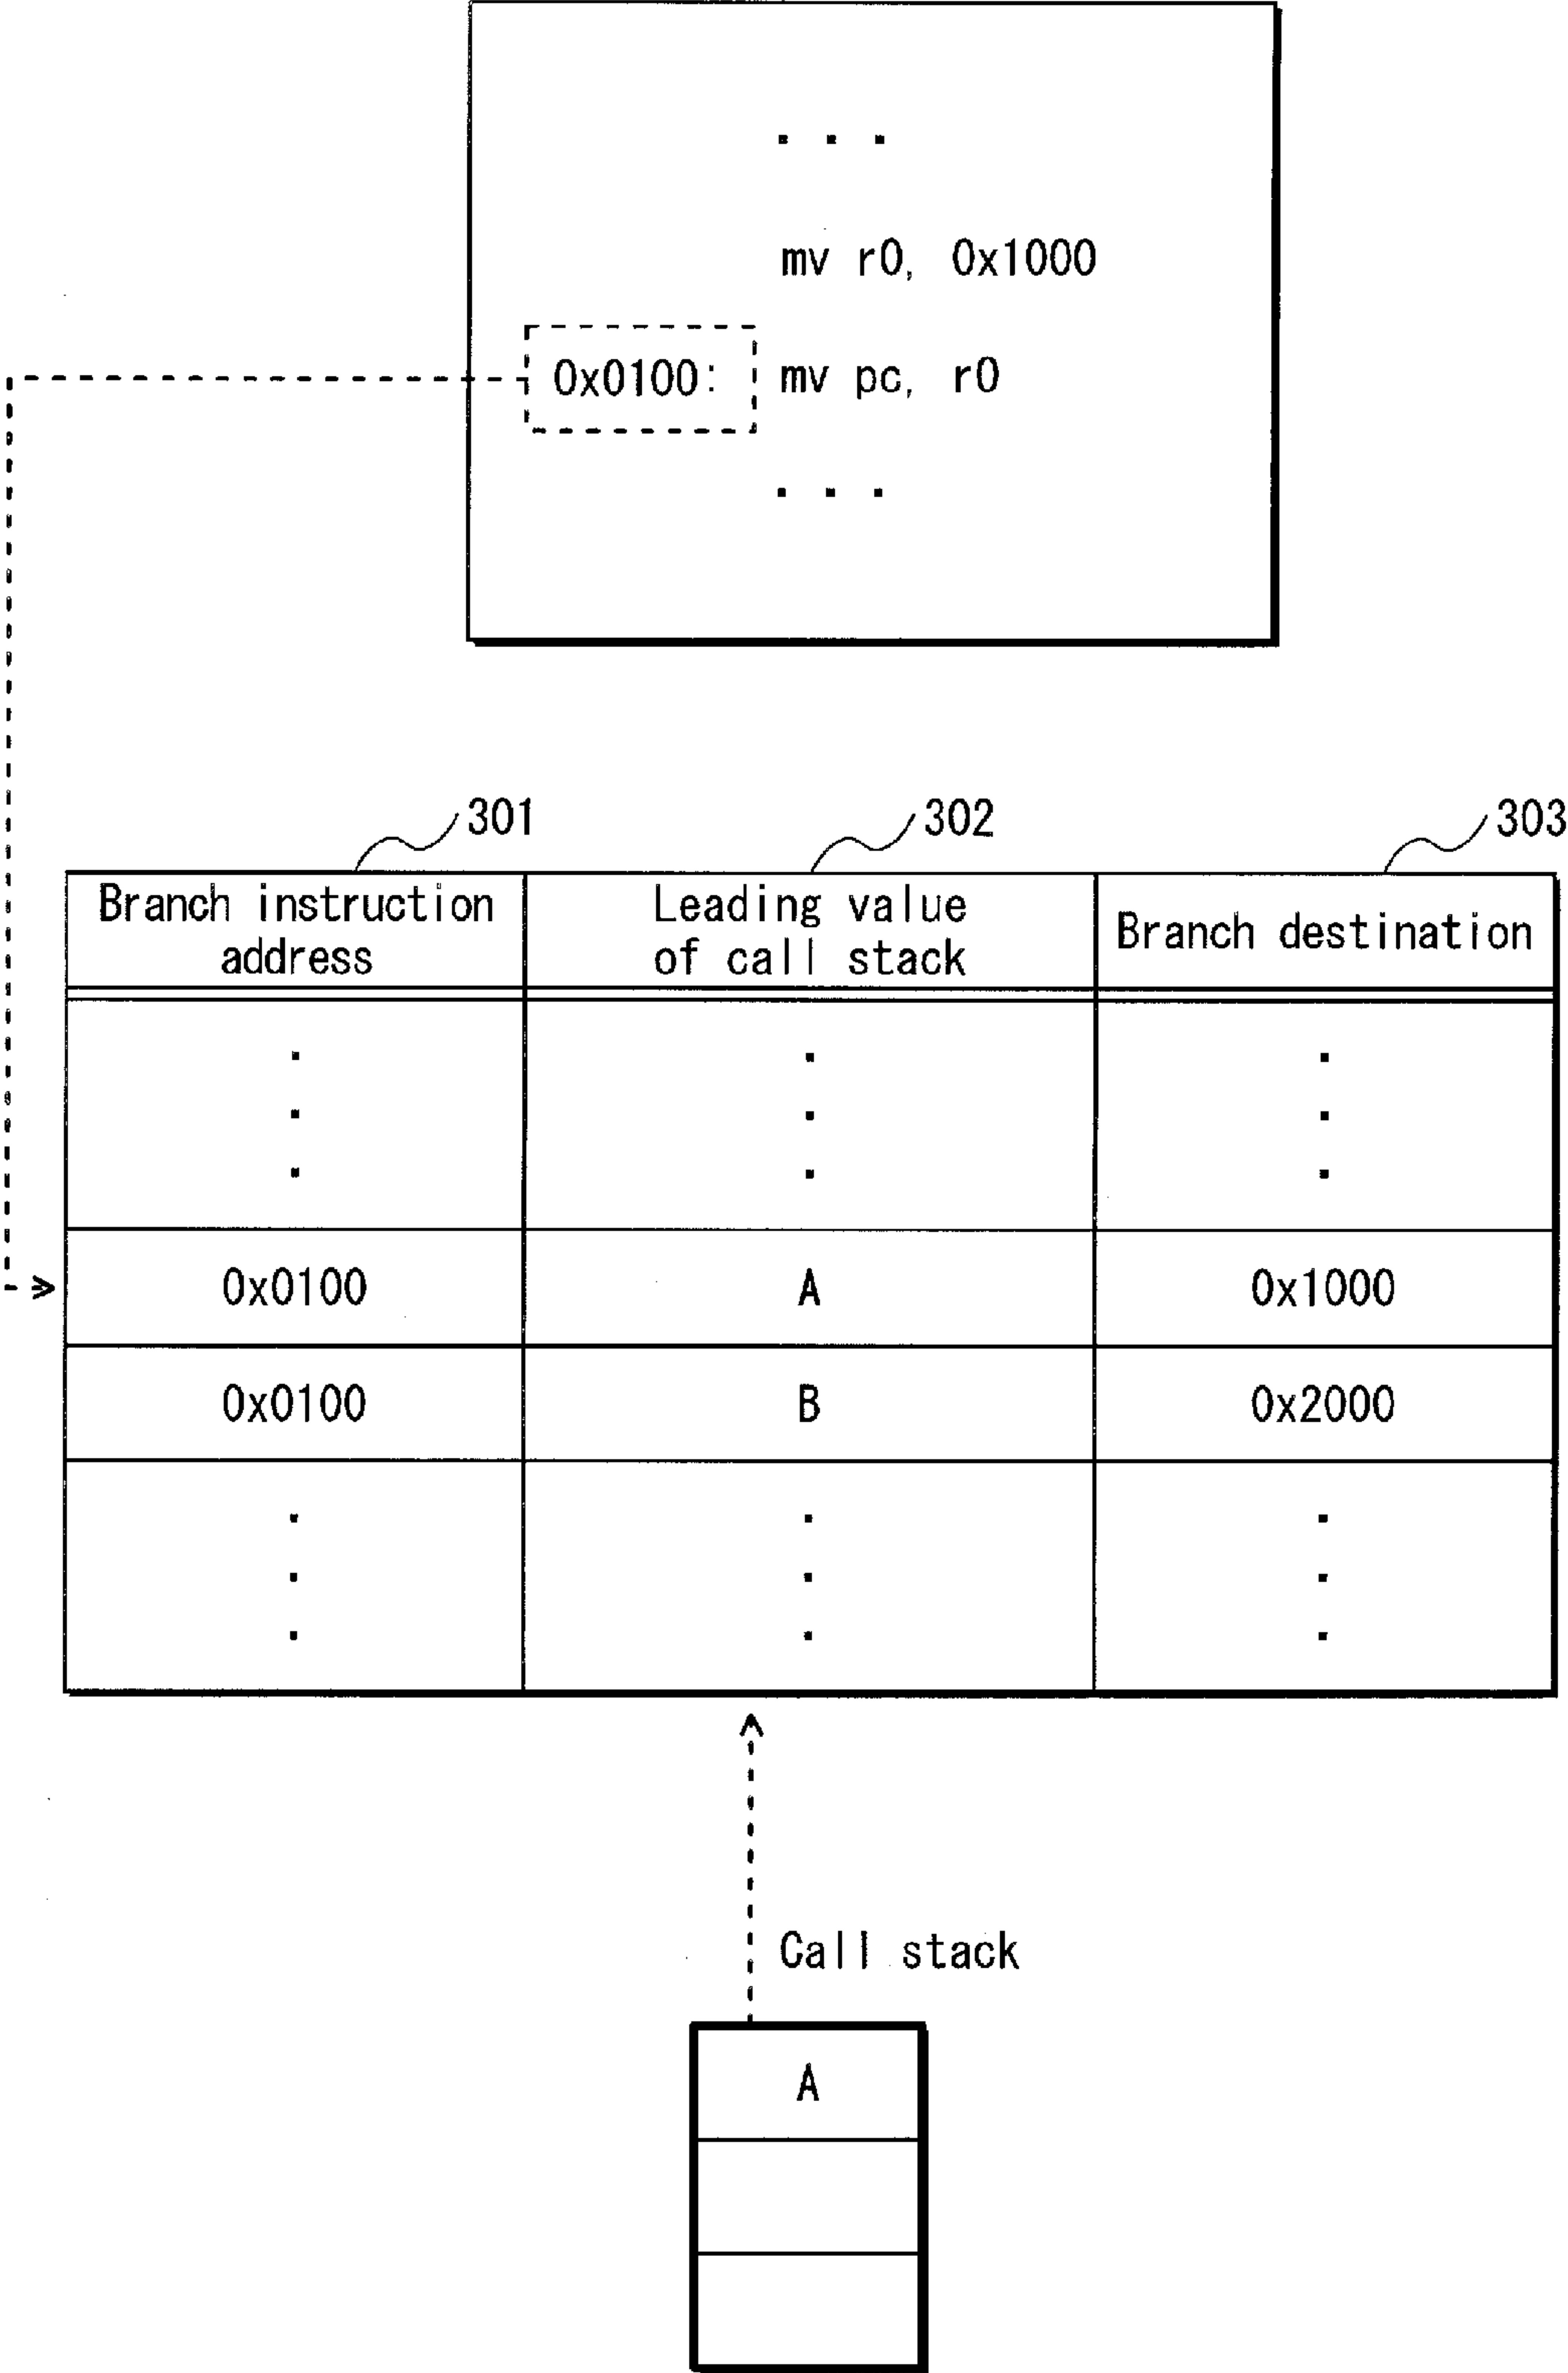 . . .
mv r0, 0x1000
0x0100: mv pc, r0
. . .
301 302 303
Branch instruction address
Leading value of call stack
Branch destination
0x0100 A 0x1000
0x0100 B 0x2000
Call stack
A